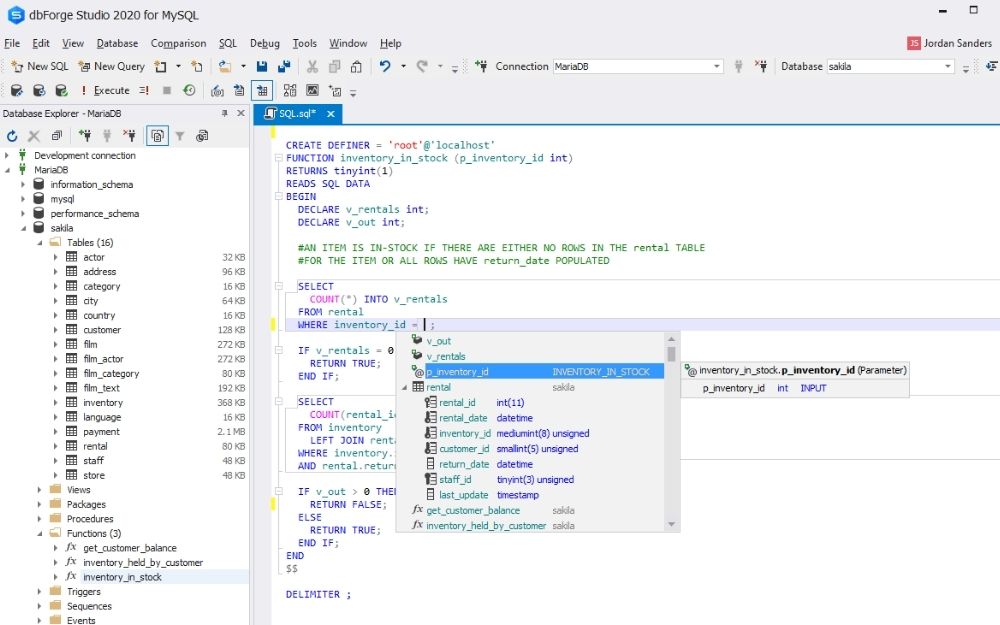 dbForge Studio 2020 for MySQL
File Edit View Database Comparison SQL Debug Tools Window Help
JS Jordan Sanders
New SQL New Query
Connection MariaDB
Database sakila
Execute
Database Explorer - MariaDB
Development connection
MariaDB
information_schema
mysql
performance_schema
sakila
Tables (16)
actor 32 KB
address 96 KB
category 16 KB
city 64 KB
country 16 KB
customer 128 KB
film 272 KB
film_actor 272 KB
film_category 80 KB
film_text 192 KB
inventory 368 KB
language 16 KB
payment 2.1 MB
rental 80 KB
staff 48 KB
store 48 KB
Views
Packages
Procedures
Functions (3)
fx get_customer_balance
fx inventory_held_by_customer
fx inventory_in_stock
Triggers
Sequences
Events
SQL.sql*
CREATE DEFINER = 'root'@'localhost'
FUNCTION inventory_in_stock (p_inventory_id int)
RETURNS tinyint(1)
READS SQL DATA
BEGIN
DECLARE v_rentals int;
DECLARE v_out int;
#AN ITEM IS IN-STOCK IF THERE ARE EITHER NO ROWS IN THE rental TABLE
#FOR THE ITEM OR ALL ROWS HAVE return_date POPULATED
SELECT
COUNT(*) INTO v_rentals
FROM rental
WHERE inventory_id = ;
IF v_rentals = 0
RETURN TRUE;
END IF;
SELECT
COUNT(rental_i
FROM inventory
LEFT JOIN renta
WHERE inventory.
AND rental.retur
IF v_out > 0 THEN
RETURN FALSE;
ELSE
RETURN TRUE;
END IF;
END
$$
DELIMITER ;
v_out
v_rentals
@ p_inventory_id INVENTORY_IN_STOCK
rental sakila
rental_id int(11)
rental_date datetime
inventory_id mediumint(8) unsigned
customer_id smallint(5) unsigned
return_date datetime
staff_id tinyint(3) unsigned
last_update timestamp
fx get_customer_balance sakila
fx inventory_held_by_customer sakila
@ inventory_in_stock.p_inventory_id (Parameter)
p_inventory_id int INPUT